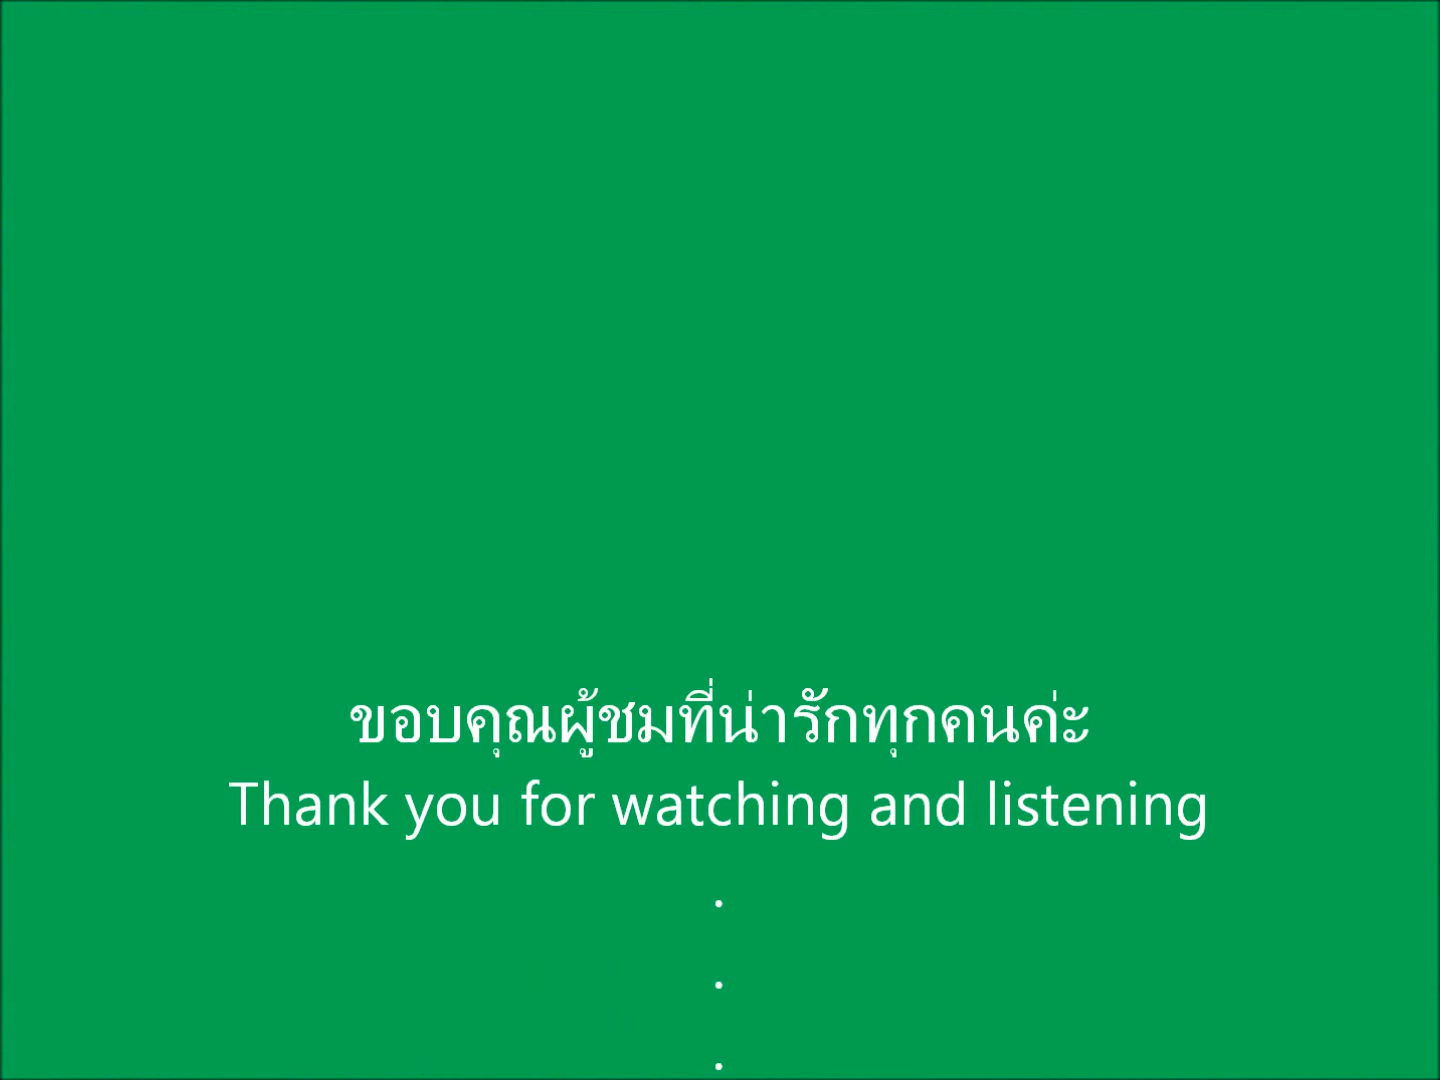 ขอบคุณผู้ชมที่น่ารักทุกคนค่ะ
Thank you for watching and listening
.
.
.